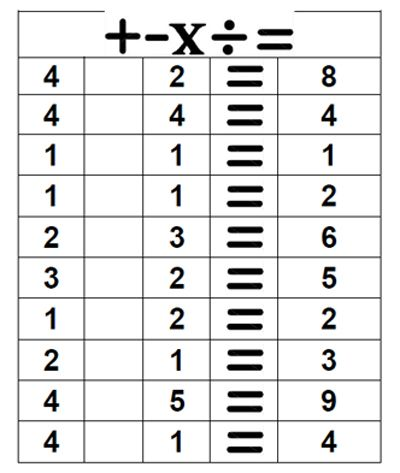 +-x÷=
4 2 = 8
4 4 = 4
1 1 = 1
1 1 = 2
2 3 = 6
3 2 = 5
1 2 = 2
2 1 = 3
4 5 = 9
4 1 = 4